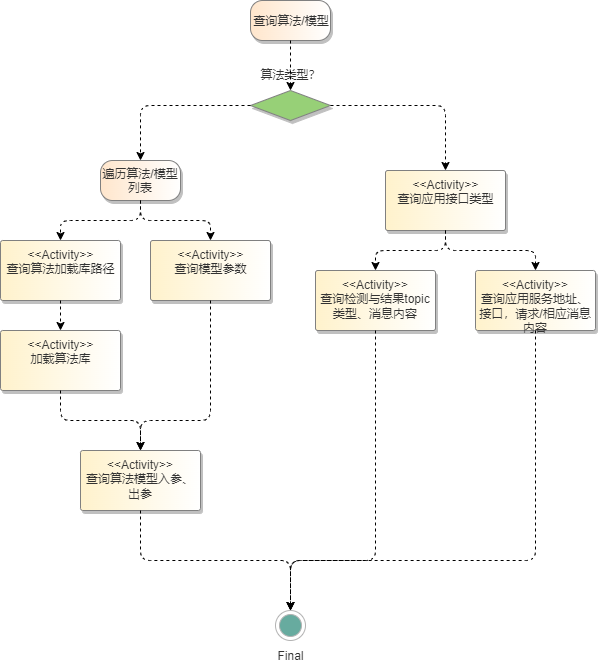 查询算法/模型
算法类型?
遍历算法/模型
列表
<<Activity>>
查询应用接口类型
<<Activity>>
查询算法加载库路径
<<Activity>>
查询模型参数
<<Activity>>
查询检测与结果topic
类型、消息内容
<<Activity>>
查询应用服务地址、
接口，请求/相应消息
内容
<<Activity>>
加载算法库
<<Activity>>
查询算法模型入参、
出参
Final